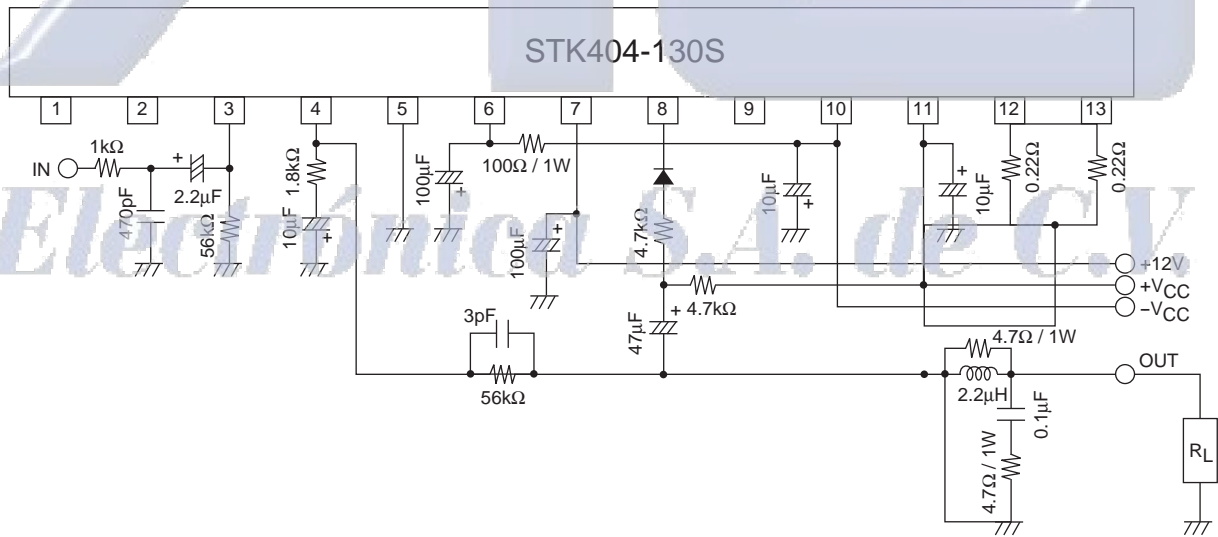 STK404-130S
1 2 3 4 5 6 7 8 9 10 11 12 13
IN
1kΩ
470pF
2.2μF
+
56kΩ
1.8kΩ
10μF
+
100μF
+
100Ω / 1W
100μF
+
4.7kΩ
4.7kΩ
47μF
+
10μF
+
10μF
+
0.22Ω
0.22Ω
+12V
+VCC
−VCC
3pF
56kΩ
4.7Ω / 1W
2.2μH
0.1μF
4.7Ω / 1W
OUT
RL
Electrónica S.A. de C.V.